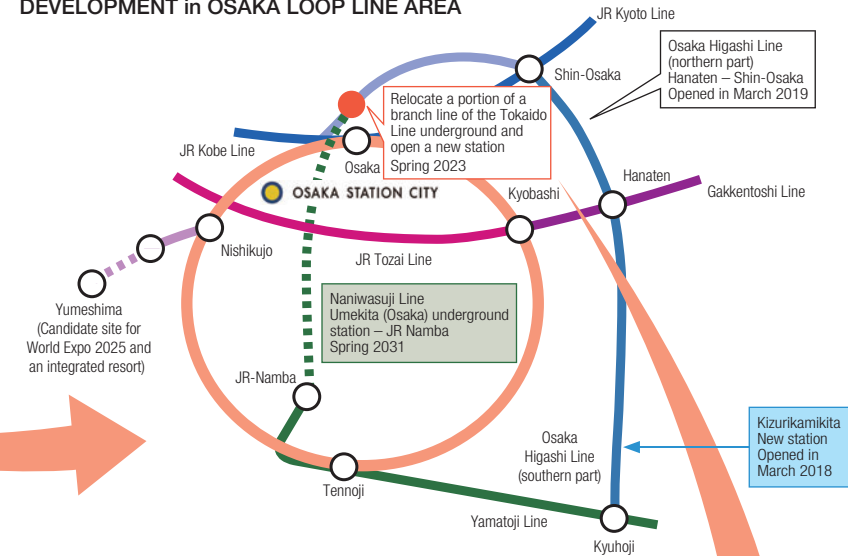 DEVELOPMENT in OSAKA LOOP LINE AREA
JR Kyoto Line
Shin-Osaka
Osaka Higashi Line
(northern part)
Hanaten – Shin-Osaka
Opened in March 2019
Relocate a portion of a
branch line of the Tokaido
Line underground and
open a new station
Spring 2023
JR Kobe Line
Osaka
OSAKA STATION CITY
Kyobashi
Hanaten
Gakkentoshi Line
Nishikujo
JR Tozai Line
Yumeshima
(Candidate site for
World Expo 2025 and
an integrated resort)
Naniwasuji Line
Umekita (Osaka) underground
station – JR Namba
Spring 2031
JR-Namba
Osaka
Higashi Line
(southern part)
Kizurikamikita
New station
Opened in
March 2018
Tennoji
Yamatoji Line
Kyuhoji